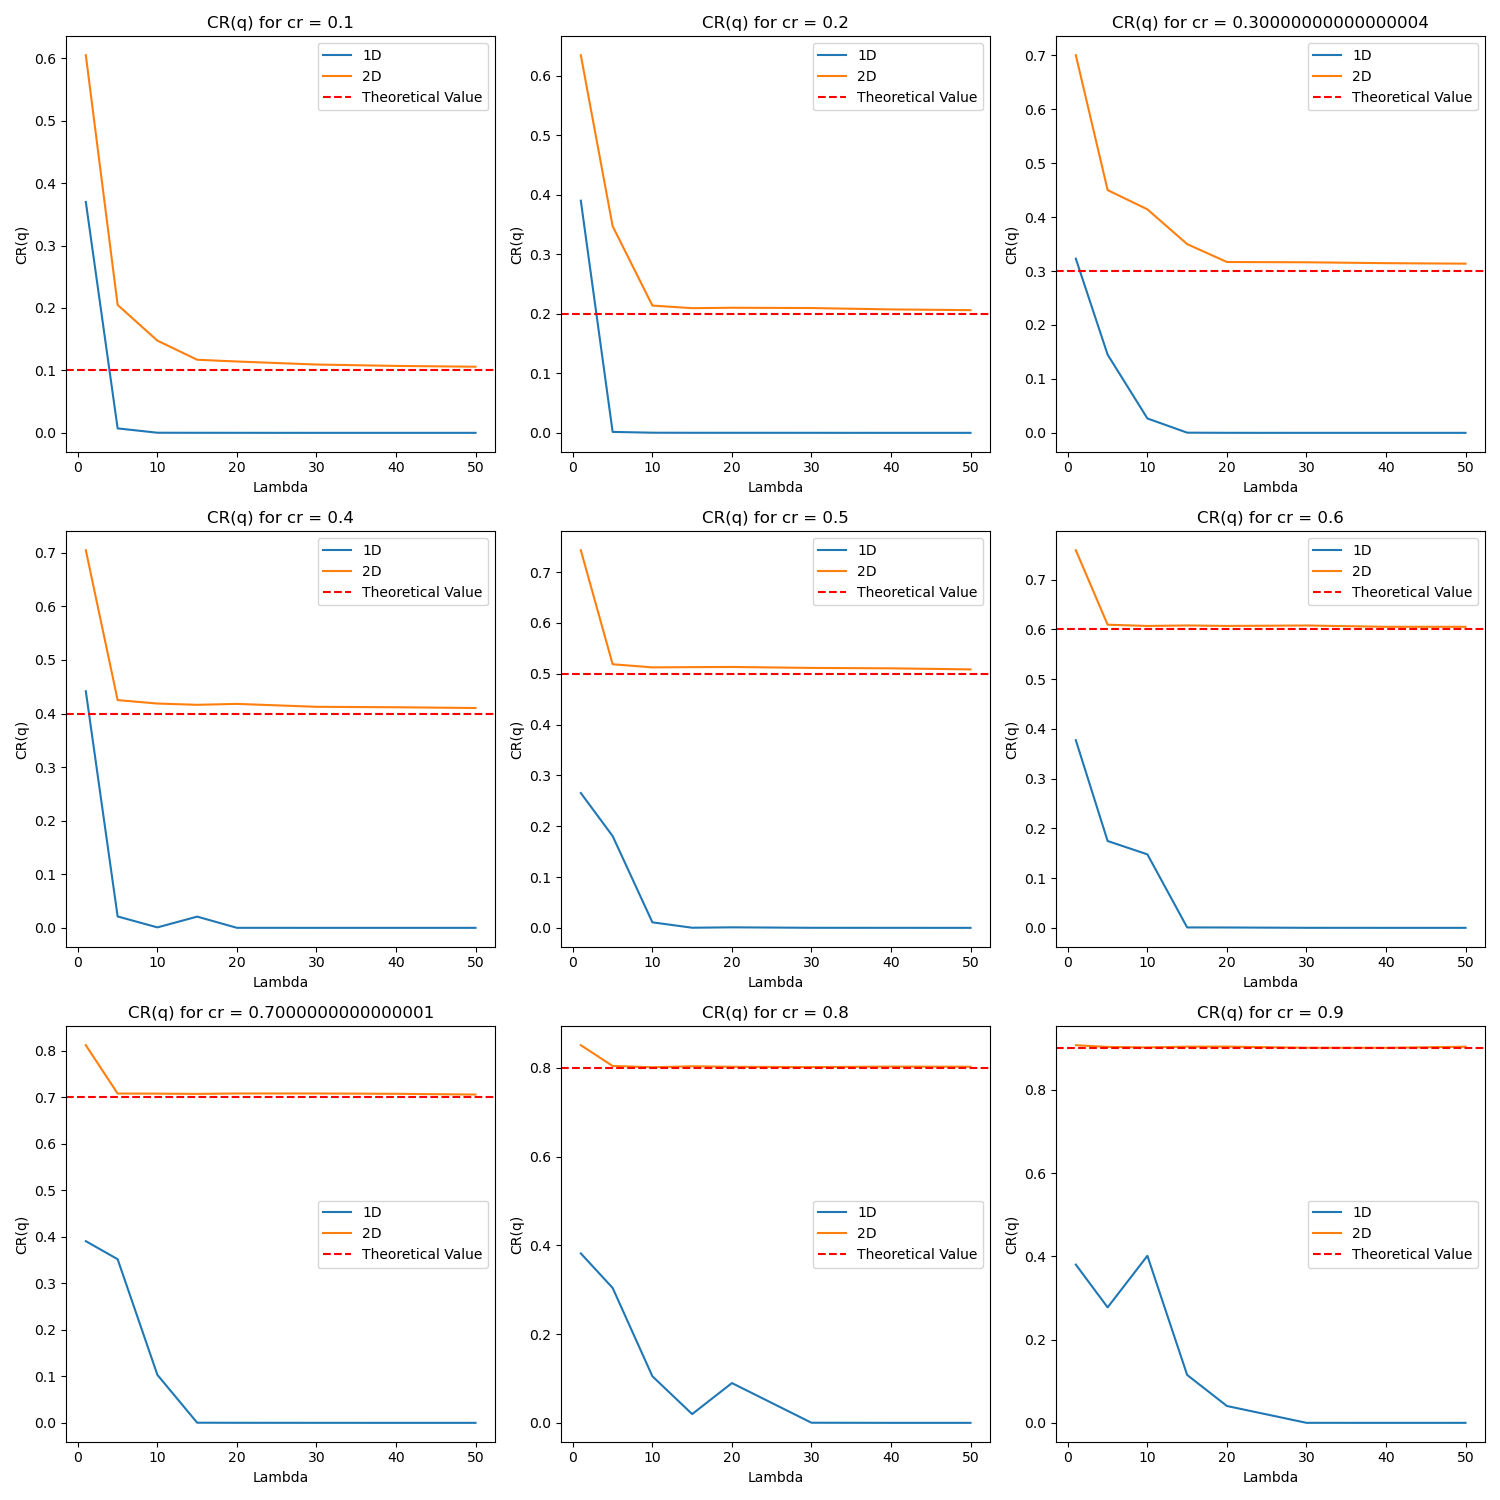 CR(q) for cr = 0.1
CR(q)
0.6
0.5
0.4
0.3
0.2
0.1
0.0
1D
2D
Theoretical Value
0 10 20 30 40 50
Lambda
CR(q) for cr = 0.2
CR(q)
0.6
0.5
0.4
0.3
0.2
0.1
0.0
1D
2D
Theoretical Value
0 10 20 30 40 50
Lambda
CR(q) for cr = 0.30000000000000004
CR(q)
0.7
0.6
0.5
0.4
0.3
0.2
0.1
0.0
1D
2D
Theoretical Value
0 10 20 30 40 50
Lambda
CR(q) for cr = 0.4
CR(q)
0.7
0.6
0.5
0.4
0.3
0.2
0.1
0.0
1D
2D
Theoretical Value
0 10 20 30 40 50
Lambda
CR(q) for cr = 0.5
CR(q)
0.7
0.6
0.5
0.4
0.3
0.2
0.1
0.0
1D
2D
Theoretical Value
0 10 20 30 40 50
Lambda
CR(q) for cr = 0.6
CR(q)
0.7
0.6
0.5
0.4
0.3
0.2
0.1
0.0
1D
2D
Theoretical Value
0 10 20 30 40 50
Lambda
CR(q) for cr = 0.7000000000000001
CR(q)
0.8
0.7
0.6
0.5
0.4
0.3
0.2
0.1
0.0
1D
2D
Theoretical Value
0 10 20 30 40 50
Lambda
CR(q) for cr = 0.8
CR(q)
0.8
0.6
0.4
0.2
0.0
1D
2D
Theoretical Value
0 10 20 30 40 50
Lambda
CR(q) for cr = 0.9
CR(q)
0.8
0.6
0.4
0.2
0.0
1D
2D
Theoretical Value
0 10 20 30 40 50
Lambda